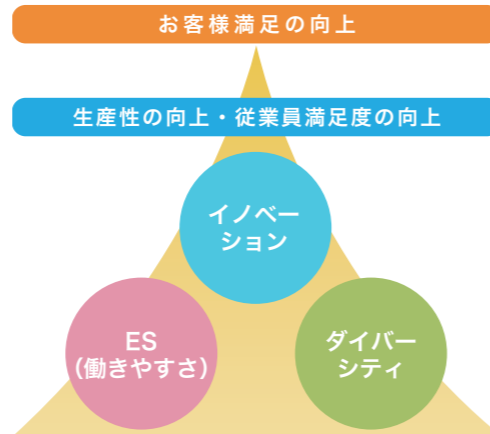 お客様満足の向上
生産性の向上・従業員満足度の向上
イノベー
ション
ES
(働きやすさ)
ダイバー
シティ